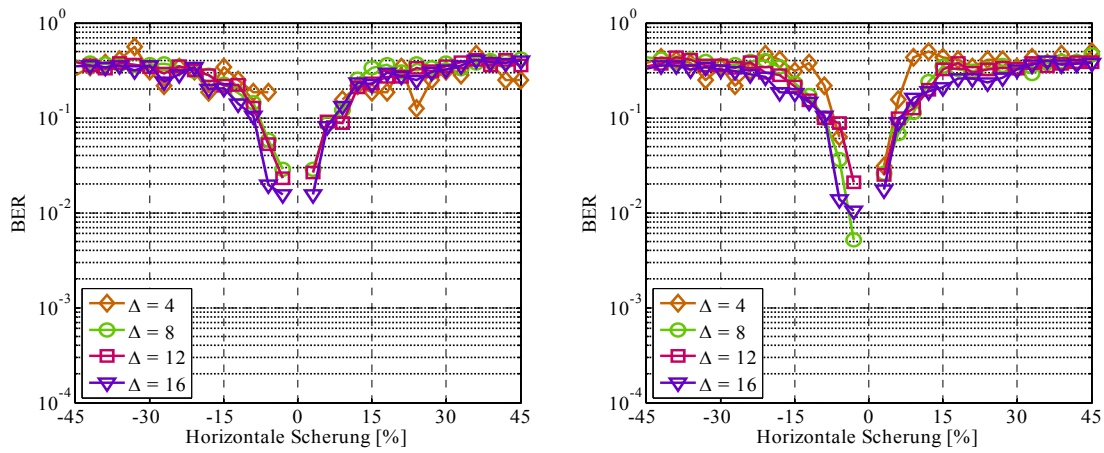 BER
10^0
10^-1
10^-2
10^-3
10^-4
Δ = 4
Δ = 8
Δ = 12
Δ = 16
-45 -30 -15 0 15 30 45
Horizontale Scherung [%]
BER
10^0
10^-1
10^-2
10^-3
10^-4
Δ = 4
Δ = 8
Δ = 12
Δ = 16
-45 -30 -15 0 15 30 45
Horizontale Scherung [%]